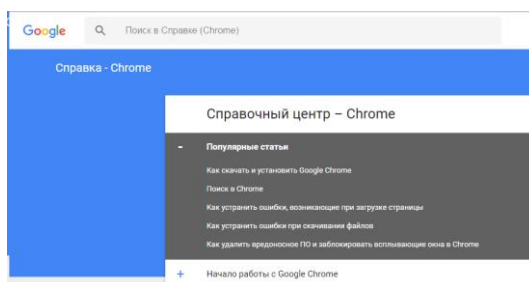 Google
Поиск в Справке (Chrome)
Справка - Chrome
Справочный центр – Chrome
- Популярные статьи
Как скачать и установить Google Chrome
Поиск в Chrome
Как устранить ошибки, возникающие при загрузке страницы
Как устранить ошибки при скачивании файлов
Как удалить вредоносное ПО и заблокировать всплывающие окна в Chrome
+ Начало работы с Google Chrome